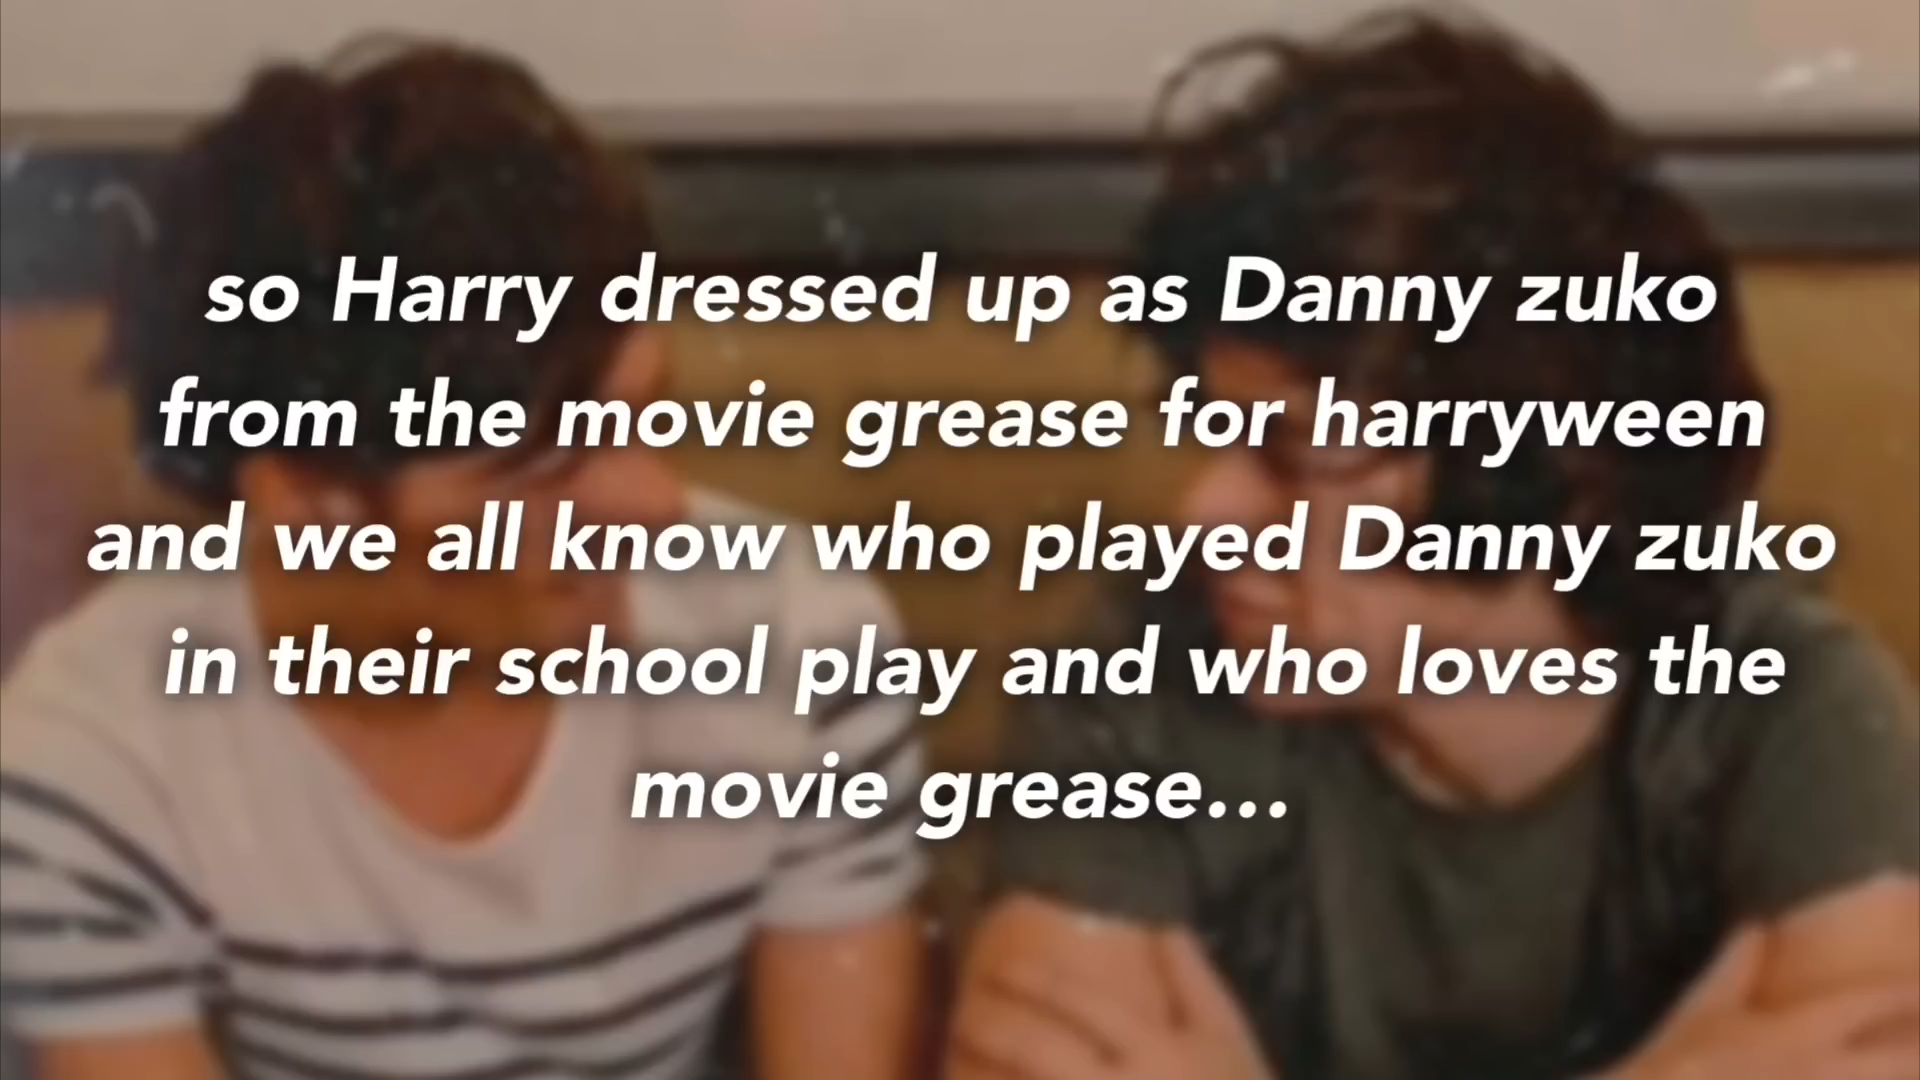 so Harry dressed up as Danny zuko
from the movie grease for harryween
and we all know who played Danny zuko
in their school play and who loves the
movie grease...